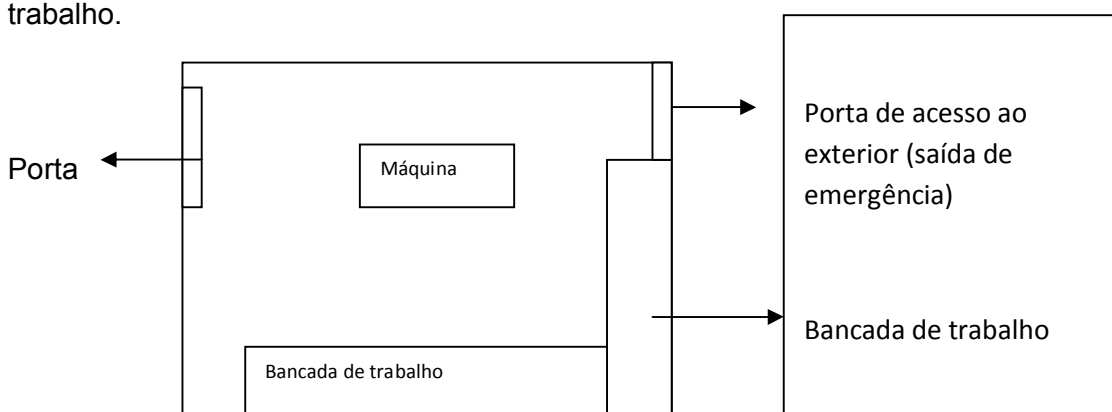 trabalho.
Porta
Máquina
Porta de acesso ao
exterior (saída de
emergência)
Bancada de trabalho
Bancada de trabalho